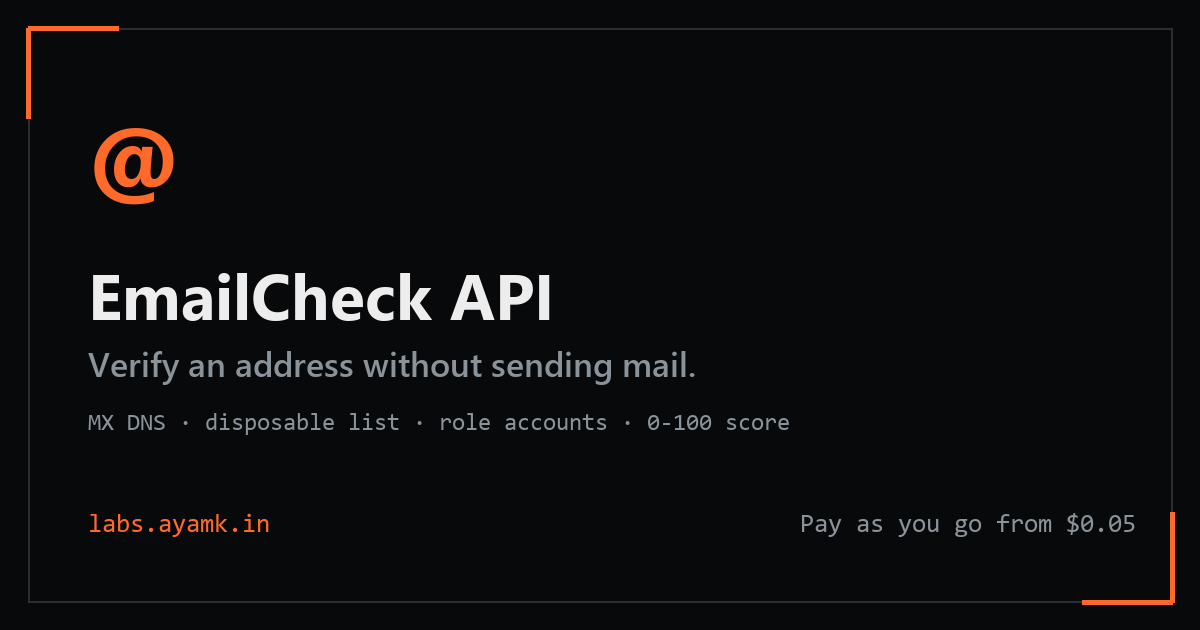 @
EmailCheck API
Verify an address without sending mail.
MX DNS · disposable list · role accounts · 0-100 score
labs.ayamk.in
Pay as you go from $0.05